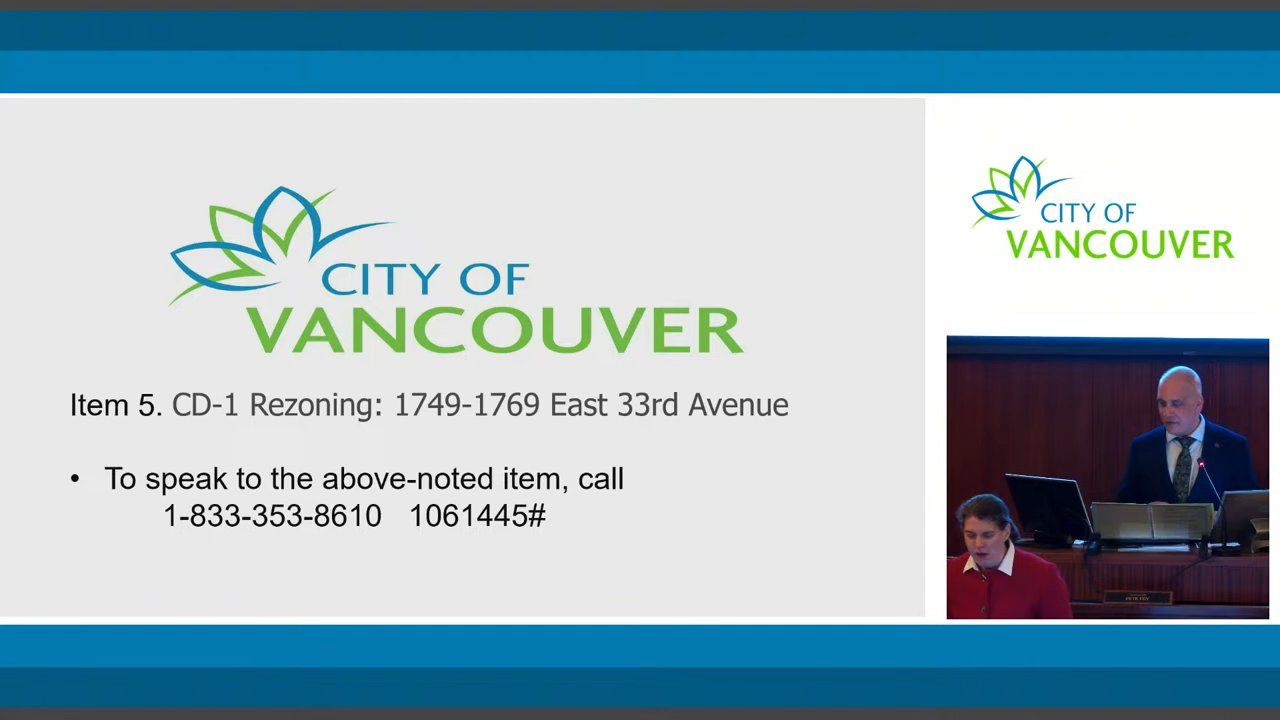 CITY OF
VANCOUVER
Item 5. CD-1 Rezoning: 1749-1769 East 33rd Avenue
• To speak to the above-noted item, call
1-833-353-8610 1061445#
CITY OF
VANCOUVER